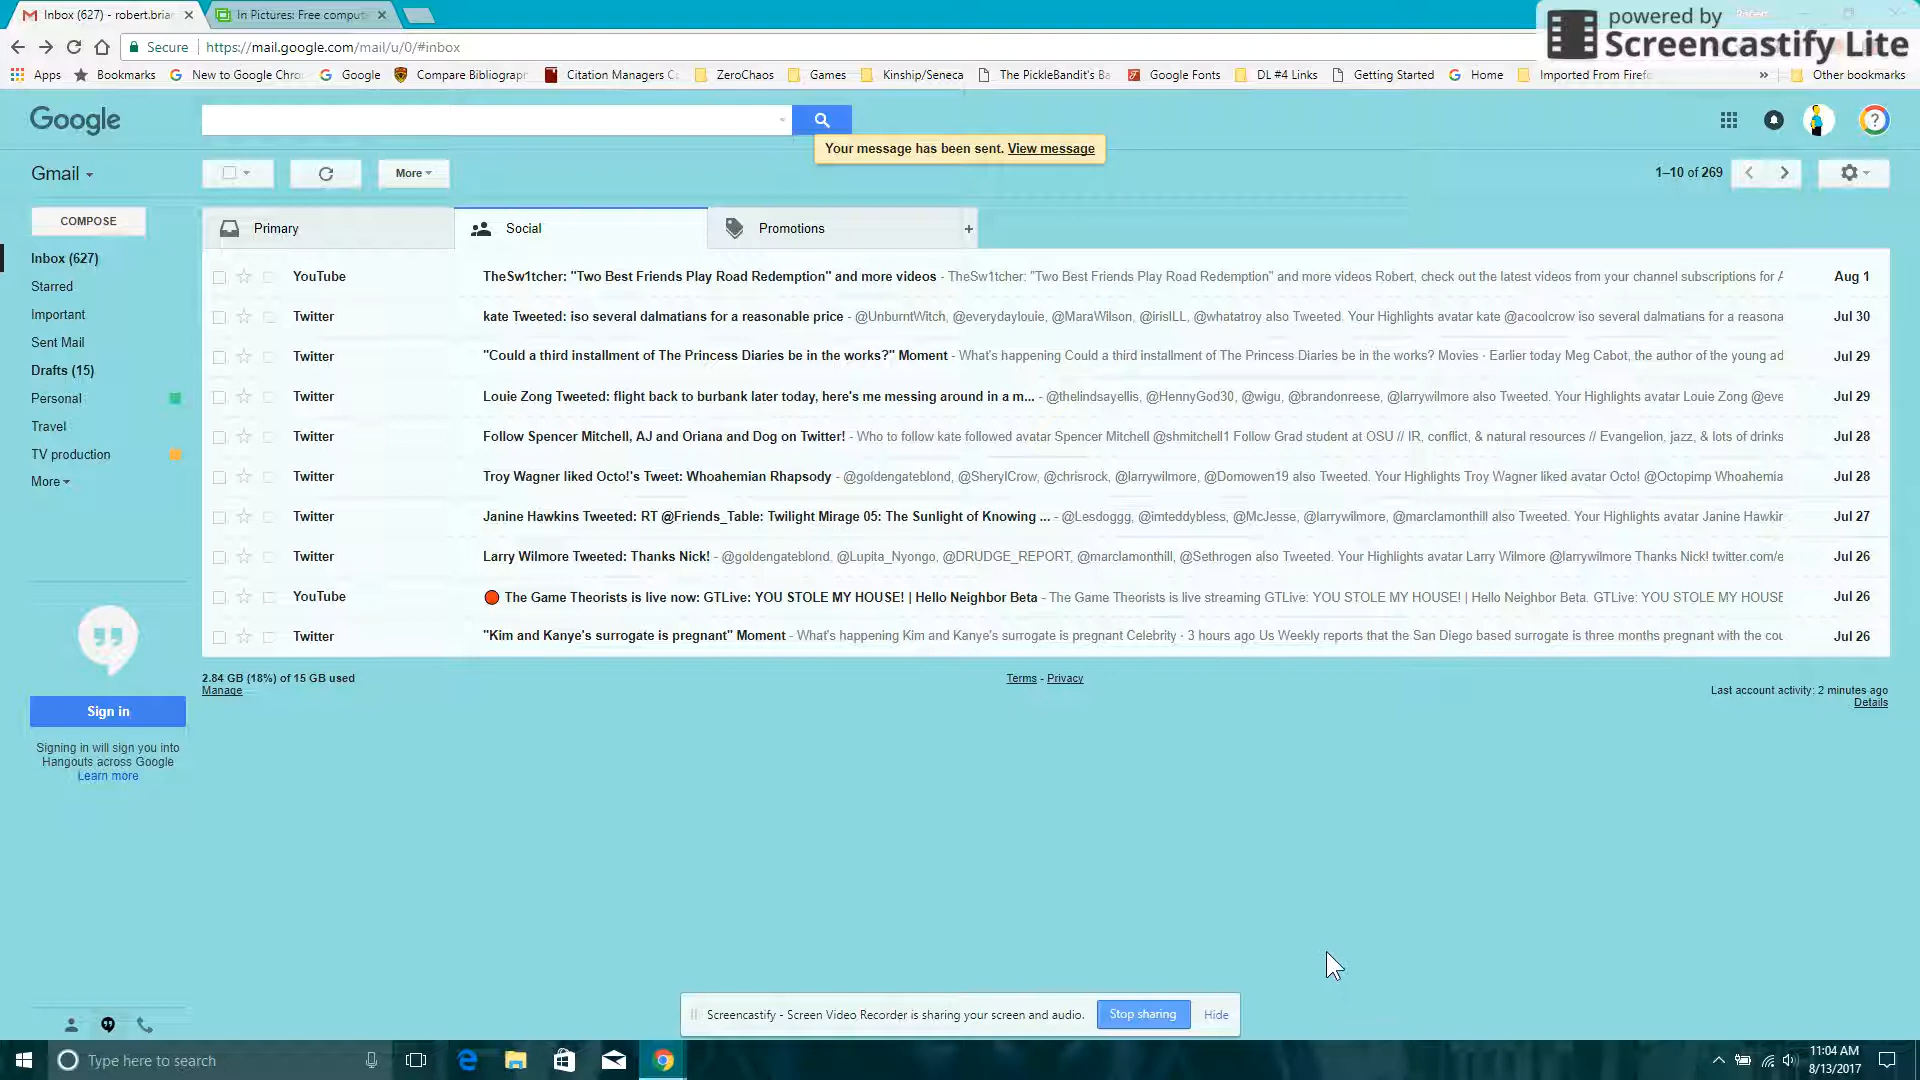 Inbox (627) - robert.brian
In Pictures: Free compute
powered by
Screencastify Lite
Secure
https://mail.google.com/mail/u/0/#inbox
Apps
Bookmarks
New to Google Chro
Google
Compare Bibliograph
Citation Managers C
ZeroChaos
Games
Kinship/Seneca
The PickleBandit's Ba
Google Fonts
DL #4 Links
Getting Started
Home
Imported From Firefo
»
Other bookmarks
Google
Your message has been sent. View message
Gmail
More
1–10 of 269
COMPOSE
Primary
Social
Promotions
+
Inbox (627)
Starred
Important
Sent Mail
Drafts (15)
Personal
Travel
TV production
More
YouTube TheSw1tcher: "Two Best Friends Play Road Redemption" and more videos - TheSw1tcher: "Two Best Friends Play Road Redemption" and more videos Robert, check out the latest videos from your channel subscriptions for A Aug 1
Twitter kate Tweeted: iso several dalmatians for a reasonable price - @UnburntWitch, @everydaylouie, @MaraWilson, @irisILL, @whatatroy also Tweeted. Your Highlights avatar kate @acoolcrow iso several dalmatians for a reasona Jul 30
Twitter "Could a third installment of The Princess Diaries be in the works?" Moment - What's happening Could a third installment of The Princess Diaries be in the works? Movies · Earlier today Meg Cabot, the author of the young ad Jul 29
Twitter Louie Zong Tweeted: flight back to burbank later today, here's me messing around in a m... - @thelindsayellis, @HennyGod30, @wigu, @brandonreese, @larrywilmore also Tweeted. Your Highlights avatar Louie Zong @eve Jul 29
Twitter Follow Spencer Mitchell, AJ and Oriana and Dog on Twitter! - Who to follow kate followed avatar Spencer Mitchell @shmitchell1 Follow Grad student at OSU // IR, conflict, & natural resources // Evangelion, jazz, & lots of drinks Jul 28
Twitter Troy Wagner liked Octo!'s Tweet: Whoahemian Rhapsody - @goldengateblond, @SherylCrow, @chrisrock, @larrywilmore, @Domowen19 also Tweeted. Your Highlights Troy Wagner liked avatar Octo! @Octopimp Whoahemia Jul 28
Twitter Janine Hawkins Tweeted: RT @Friends_Table: Twilight Mirage 05: The Sunlight of Knowing ... - @Lesdoggg, @imteddybless, @McJesse, @larrywilmore, @marclamonthill also Tweeted. Your Highlights avatar Janine Hawkin Jul 27
Twitter Larry Wilmore Tweeted: Thanks Nick! - @goldengateblond, @Lupita_Nyongo, @DRUDGE_REPORT, @marclamonthill, @Sethrogen also Tweeted. Your Highlights avatar Larry Wilmore @larrywilmore Thanks Nick! twitter.com/e Jul 26
YouTube The Game Theorists is live now: GTLive: YOU STOLE MY HOUSE! | Hello Neighbor Beta - The Game Theorists is live streaming GTLive: YOU STOLE MY HOUSE! | Hello Neighbor Beta. GTLive: YOU STOLE MY HOUSE Jul 26
Twitter "Kim and Kanye's surrogate is pregnant" Moment - What's happening Kim and Kanye's surrogate is pregnant Celebrity · 3 hours ago Us Weekly reports that the San Diego based surrogate is three months pregnant with the cou Jul 26
2.84 GB (18%) of 15 GB used
Manage
Terms - Privacy
Last account activity: 2 minutes ago
Details
Sign in
Signing in will sign you into
Hangouts across Google
Learn more
Screencastify - Screen Video Recorder is sharing your screen and audio.
Stop sharing
Hide
Type here to search
11:04 AM
8/13/2017